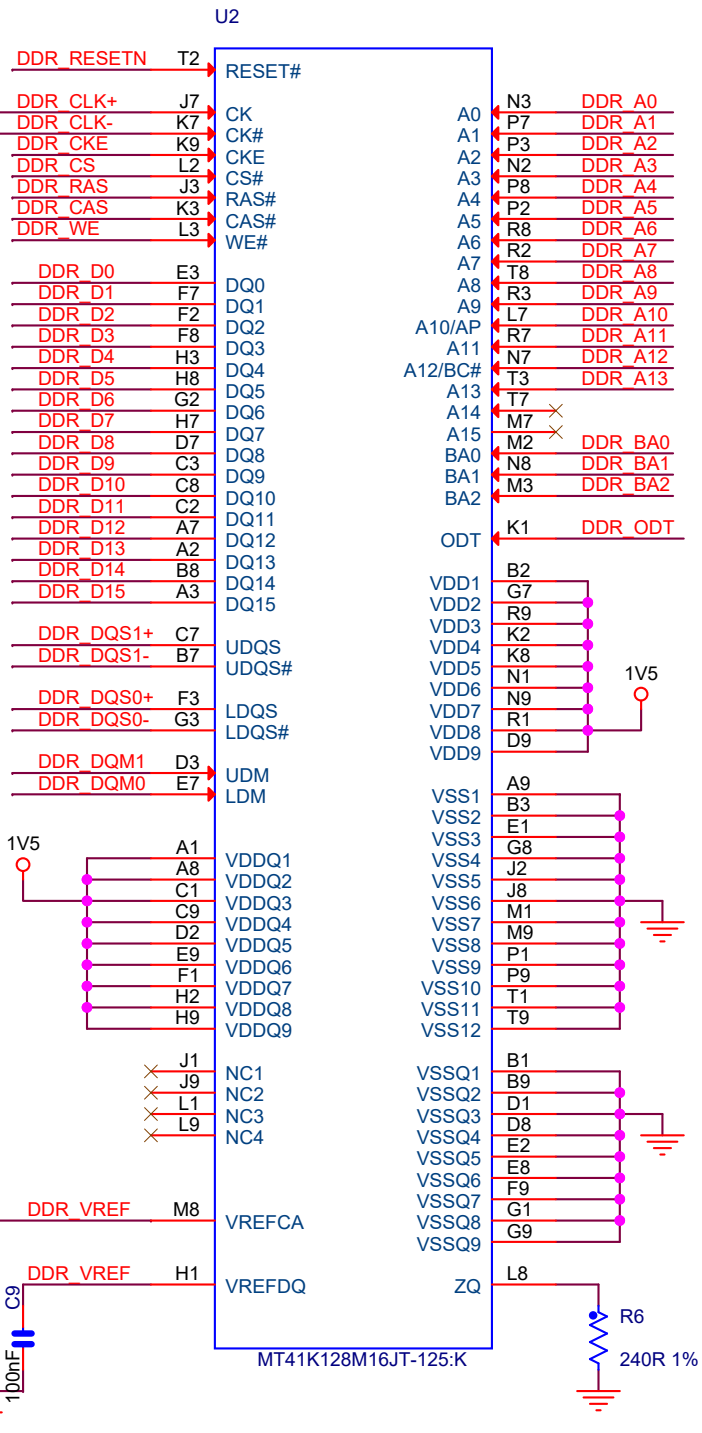 U2
DDR_RESETN T2 RESET#
DDR_CLK+ J7 CK
DDR_CLK- K7 CK#
DDR_CKE K9 CKE
DDR_CS L2 CS#
DDR_RAS J3 RAS#
DDR_CAS K3 CAS#
DDR_WE L3 WE#
DDR_D0 E3 DQ0
DDR_D1 F7 DQ1
DDR_D2 F2 DQ2
DDR_D3 F8 DQ3
DDR_D4 H3 DQ4
DDR_D5 H8 DQ5
DDR_D6 G2 DQ6
DDR_D7 H7 DQ7
DDR_D8 D7 DQ8
DDR_D9 C3 DQ9
DDR_D10 C8 DQ10
DDR_D11 C2 DQ11
DDR_D12 A7 DQ12
DDR_D13 A2 DQ13
DDR_D14 B8 DQ14
DDR_D15 A3 DQ15
DDR_DQS1+ C7 UDQS
DDR_DQS1- B7 UDQS#
DDR_DQS0+ F3 LDQS
DDR_DQS0- G3 LDQS#
DDR_DQM1 D3 UDM
DDR_DQM0 E7 LDM
1V5
A1 VDDQ1
A8 VDDQ2
C1 VDDQ3
C9 VDDQ4
D2 VDDQ5
E9 VDDQ6
F1 VDDQ7
H2 VDDQ8
H9 VDDQ9
J1 NC1
J9 NC2
L1 NC3
L9 NC4
DDR_VREF M8 VREFCA
DDR_VREF H1 VREFDQ
C9
100nF
A0 N3 DDR_A0
A1 P7 DDR_A1
A2 P3 DDR_A2
A3 N2 DDR_A3
A4 P8 DDR_A4
A5 P2 DDR_A5
A6 R8 DDR_A6
A7 R2 DDR_A7
A8 T8 DDR_A8
A9 R3 DDR_A9
A10/AP L7 DDR_A10
A11 R7 DDR_A11
A12/BC# N7 DDR_A12
A13 T3 DDR_A13
A14 T7
A15 M7
BA0 M2 DDR_BA0
BA1 N8 DDR_BA1
BA2 M3 DDR_BA2
ODT K1 DDR_ODT
VDD1 B2
VDD2 G7
VDD3 R9
VDD4 K2
VDD5 K8
VDD6 N1
VDD7 N9
VDD8 R1
VDD9 D9
1V5
VSS1 A9
VSS2 B3
VSS3 E1
VSS4 G8
VSS5 J2
VSS6 J8
VSS7 M1
VSS8 M9
VSS9 P1
VSS10 P9
VSS11 T1
VSS12 T9
VSSQ1 B1
VSSQ2 B9
VSSQ3 D1
VSSQ4 D8
VSSQ5 E2
VSSQ6 E8
VSSQ7 F9
VSSQ8 G1
VSSQ9 G9
ZQ L8
R6
240R 1%
MT41K128M16JT-125:K